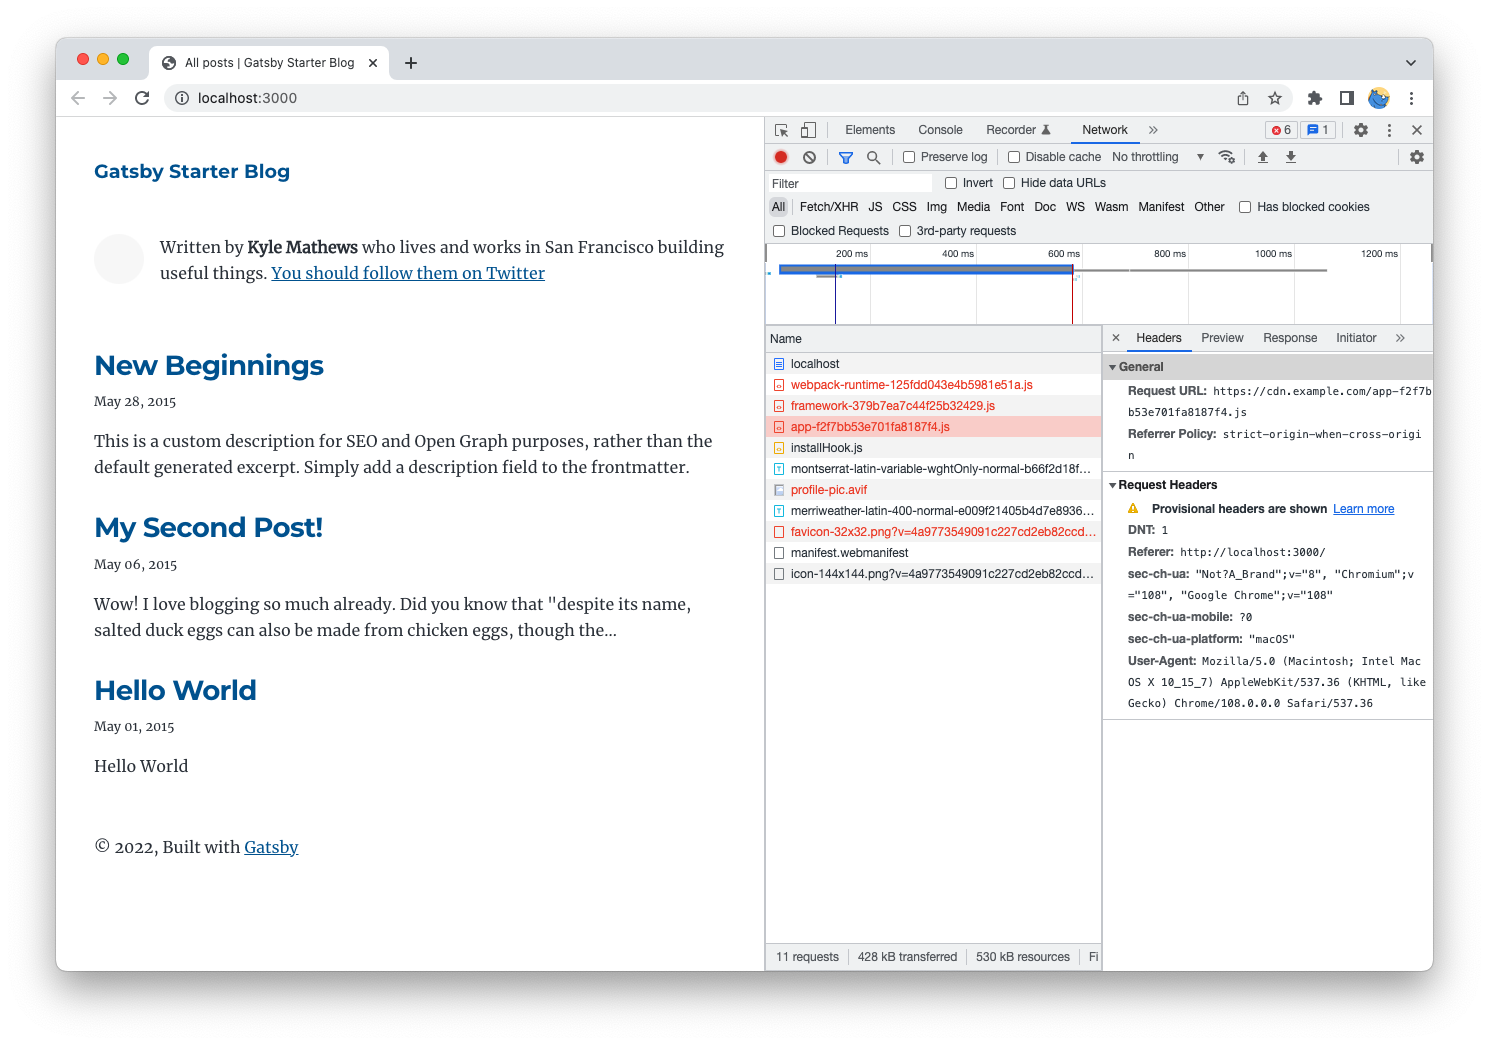 All posts | Gatsby Starter Blog
localhost:3000
Gatsby Starter Blog
Written by Kyle Mathews who lives and works in San Francisco building
useful things. You should follow them on Twitter
New Beginnings
May 28, 2015
This is a custom description for SEO and Open Graph purposes, rather than the
default generated excerpt. Simply add a description field to the frontmatter.
My Second Post!
May 06, 2015
Wow! I love blogging so much already. Did you know that "despite its name,
salted duck eggs can also be made from chicken eggs, though the…
Hello World
May 01, 2015
Hello World
© 2022, Built with Gatsby
Elements Console Recorder Network » 6 1
Preserve log Disable cache No throttling
Filter Invert Hide data URLs
All Fetch/XHR JS CSS Img Media Font Doc WS Wasm Manifest Other Has blocked cookies
Blocked Requests 3rd-party requests
200 ms 400 ms 600 ms 800 ms 1000 ms 1200 ms
Name
localhost
webpack-runtime-125fdd043e4b5981e51a.js
framework-379b7ea7c44f25b32429.js
app-f2f7bb53e701fa8187f4.js
installHook.js
montserrat-latin-variable-wghtOnly-normal-b66f2d18f…
profile-pic.avif
merriweather-latin-400-normal-e009f21405b4d7e8936…
favicon-32x32.png?v=4a9773549091c227cd2eb82ccd…
manifest.webmanifest
icon-144x144.png?v=4a9773549091c227cd2eb82ccd…
11 requests 428 kB transferred 530 kB resources Fi
Headers Preview Response Initiator »
General
Request URL: https://cdn.example.com/app-f2f7b
b53e701fa8187f4.js
Referrer Policy: strict-origin-when-cross-origi
n
Request Headers
Provisional headers are shown Learn more
DNT: 1
Referer: http://localhost:3000/
sec-ch-ua: "Not?A_Brand";v="8", "Chromium";v
="108", "Google Chrome";v="108"
sec-ch-ua-mobile: ?0
sec-ch-ua-platform: "macOS"
User-Agent: Mozilla/5.0 (Macintosh; Intel Mac
OS X 10_15_7) AppleWebKit/537.36 (KHTML, like
Gecko) Chrome/108.0.0.0 Safari/537.36